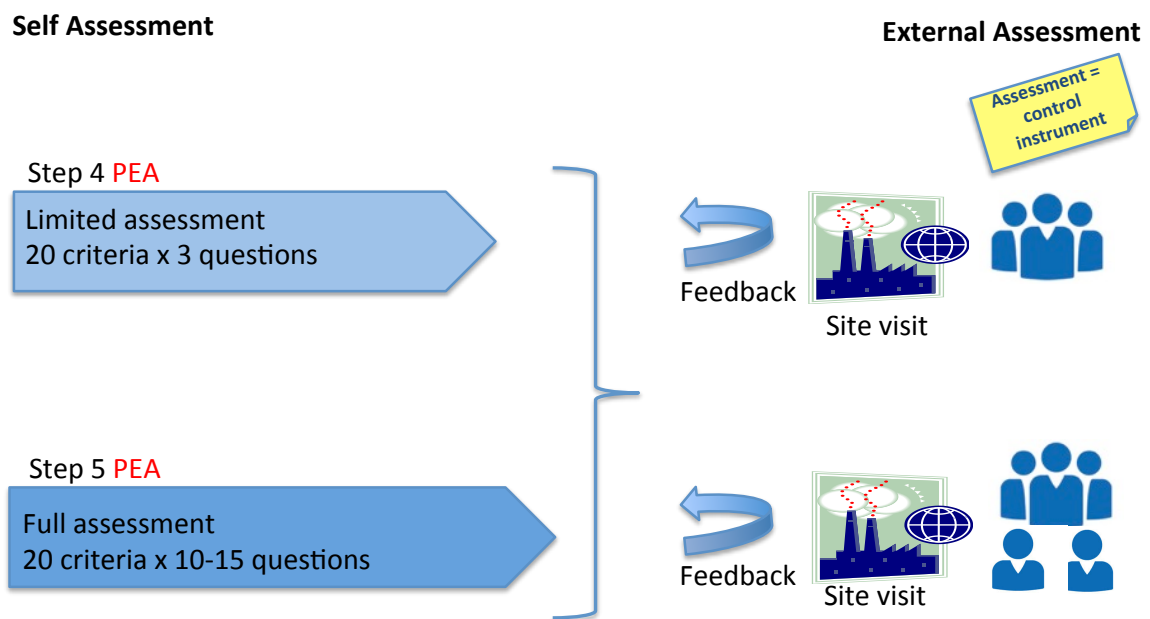 Self Assessment
External Assessment
Assessment =
control
instrument
Step 4 PEA
Limited assessment
20 criteria x 3 questions
Feedback
Site visit
Step 5 PEA
Full assessment
20 criteria x 10-15 questions
Feedback
Site visit